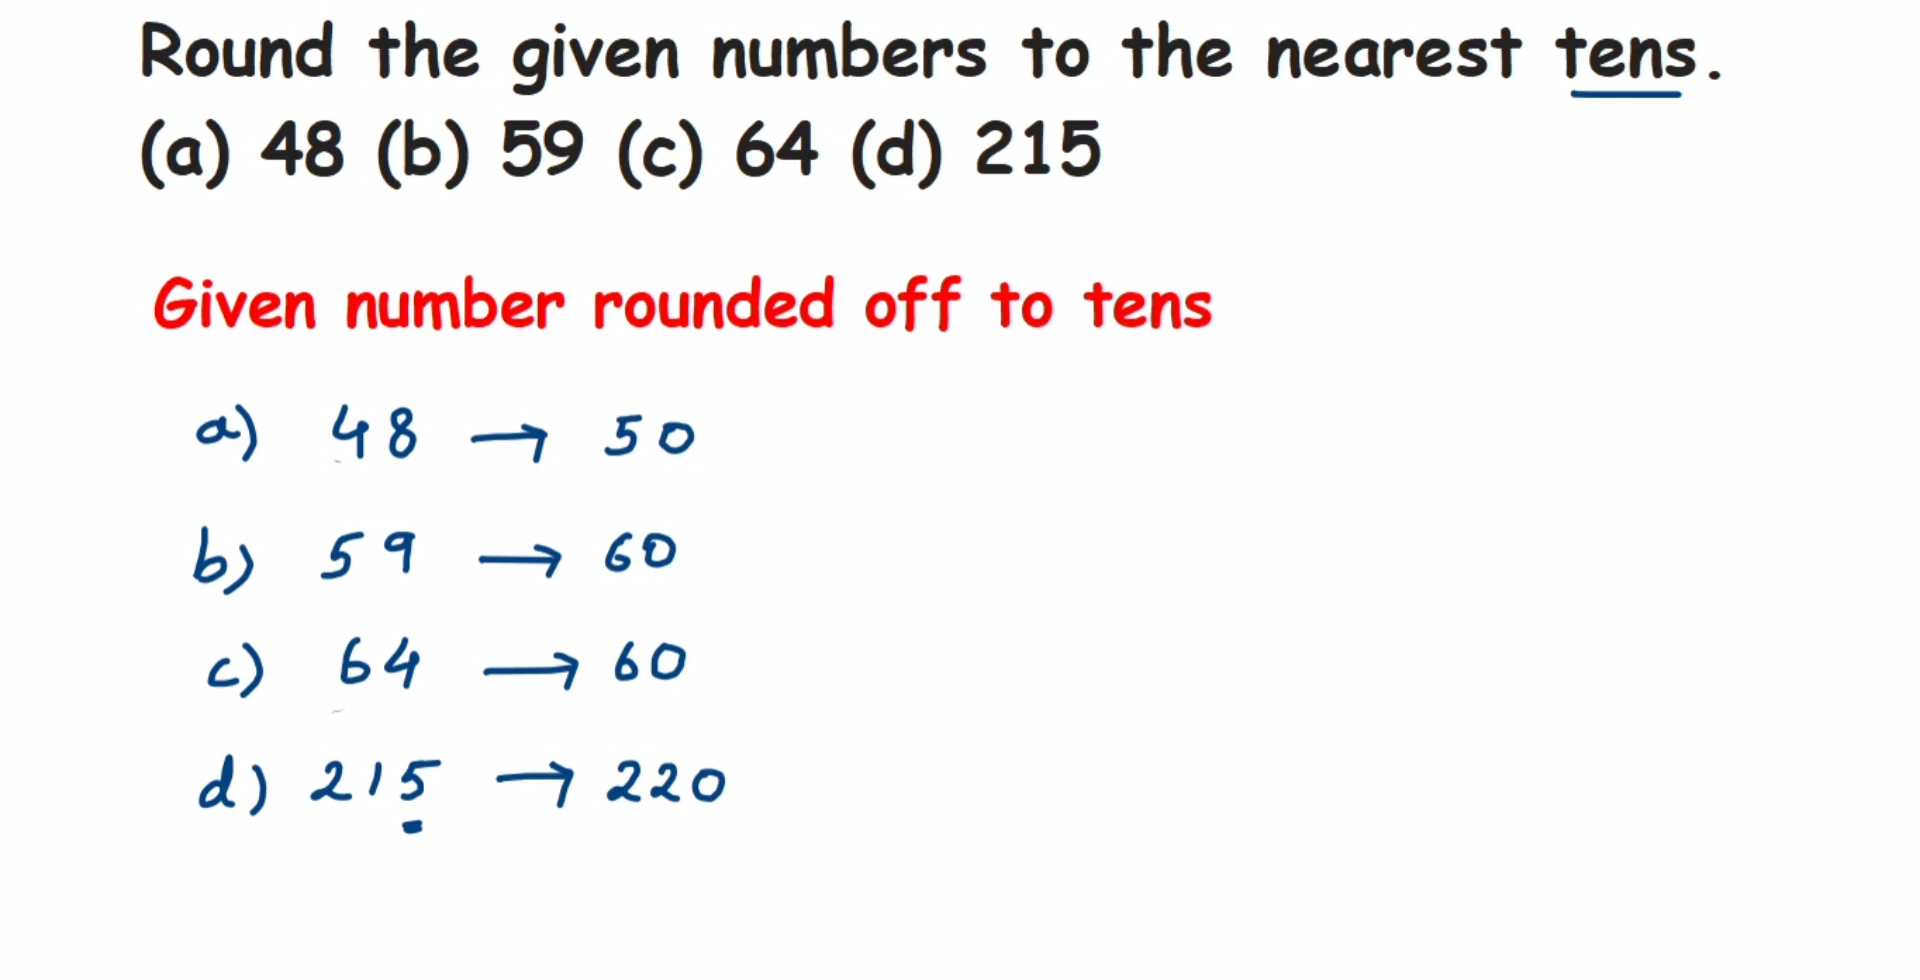 Round the given numbers to the nearest tens.
(a) 48 (b) 59 (c) 64 (d) 215
Given number rounded off to tens
a) 48 → 50
b) 59 → 60
c) 64 → 60
d) 215 → 220